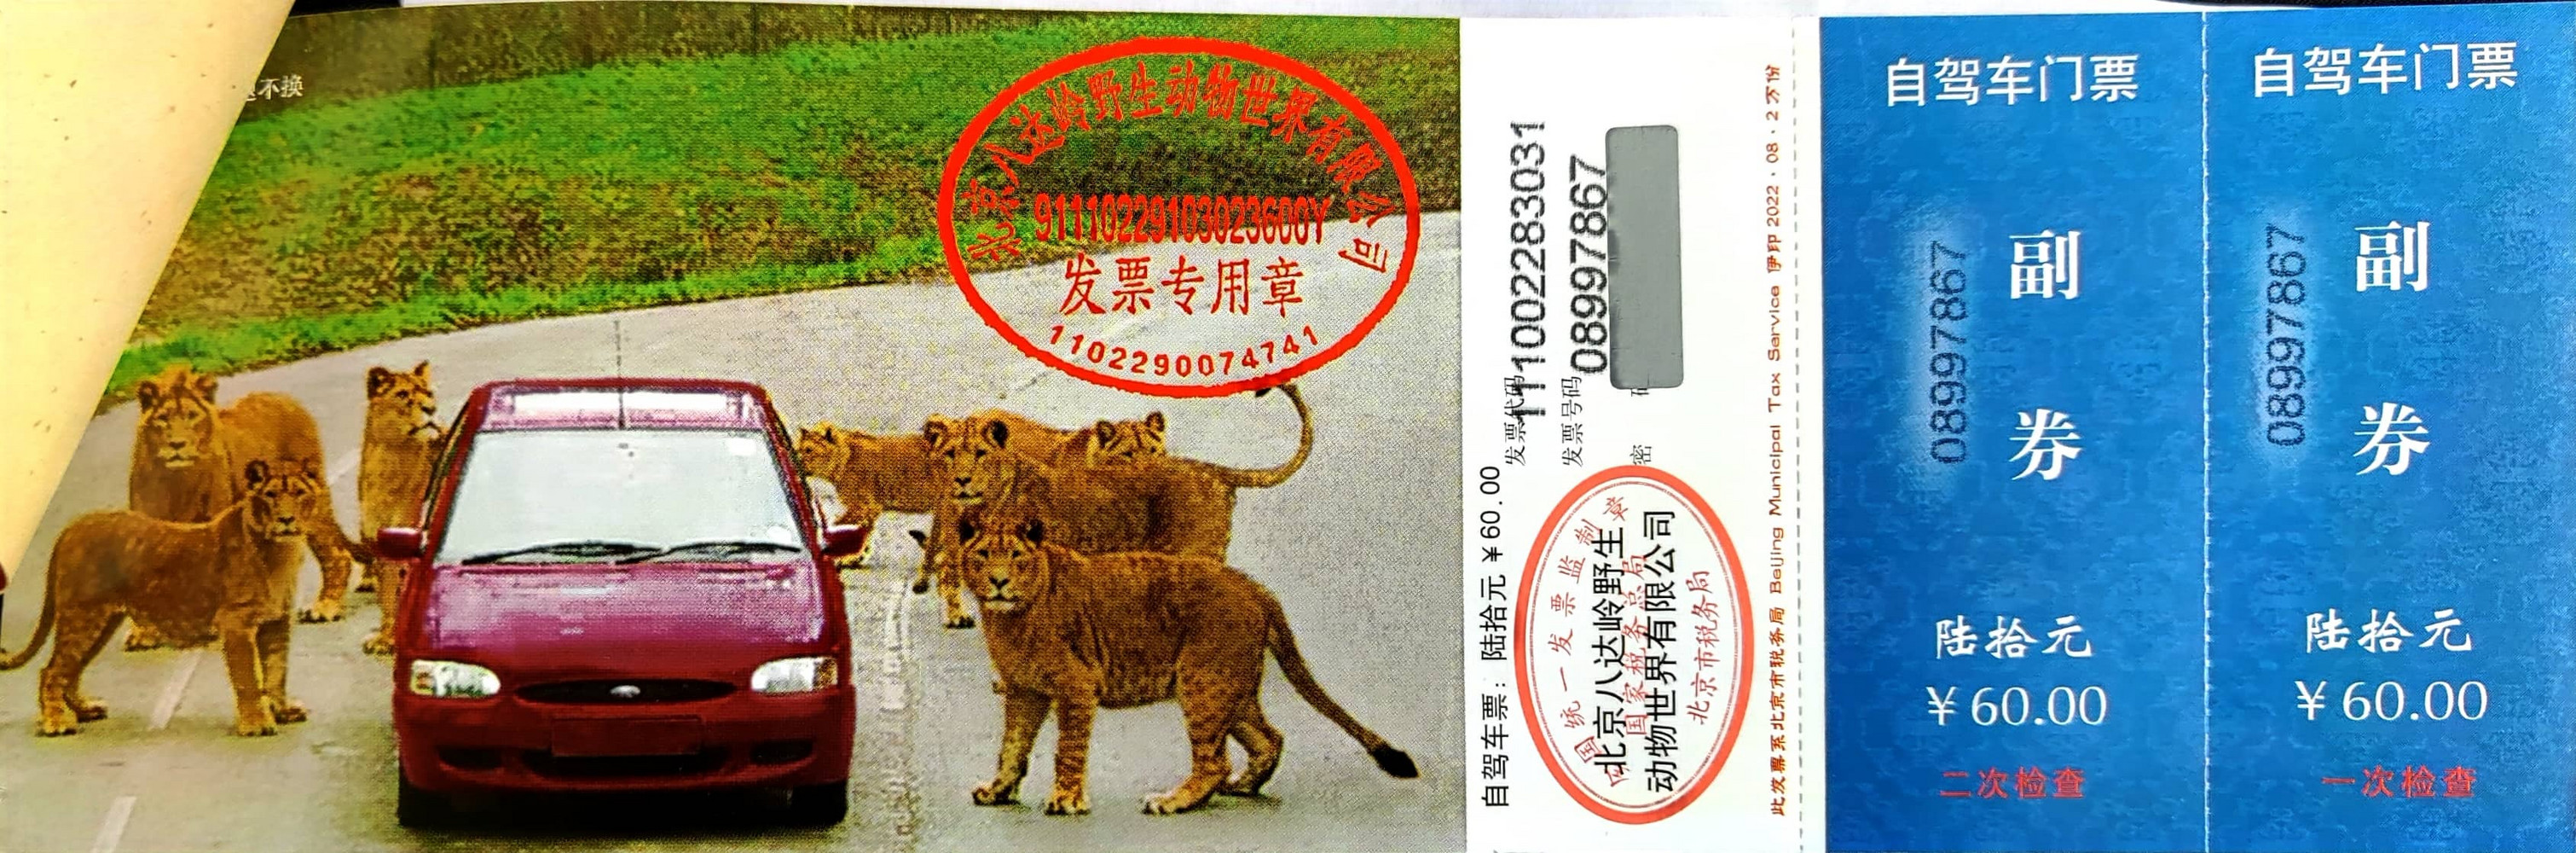 不换
北京八达岭野生动物世界有限公司
91110229103023600Y
发票专用章
1102290074741
自驾车票：陆拾元 ￥60.00
发票代码
111002283031
发票号码
08997867
密码
全国统一发票监制章
国家税务总局
北京市税务局
北京八达岭野生
动物世界有限公司
此发票系北京市税务局 Beijing Municipal Tax Service 伊印 2022·08·2 万份
自驾车门票
08997867
副券
陆拾元
￥60.00
二次检查
自驾车门票
08997867
副券
陆拾元
￥60.00
一次检查